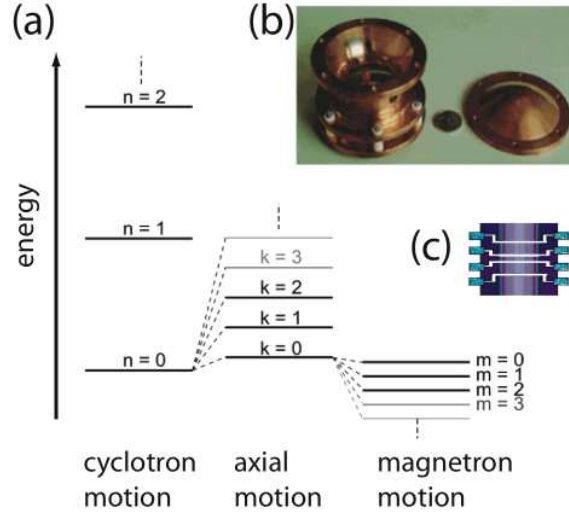 (a)
(b)
(c)
energy
n = 2
n = 1
n = 0
k = 3
k = 2
k = 1
k = 0
m = 0
m = 1
m = 2
m = 3
cyclotron
motion
axial
motion
magnetron
motion